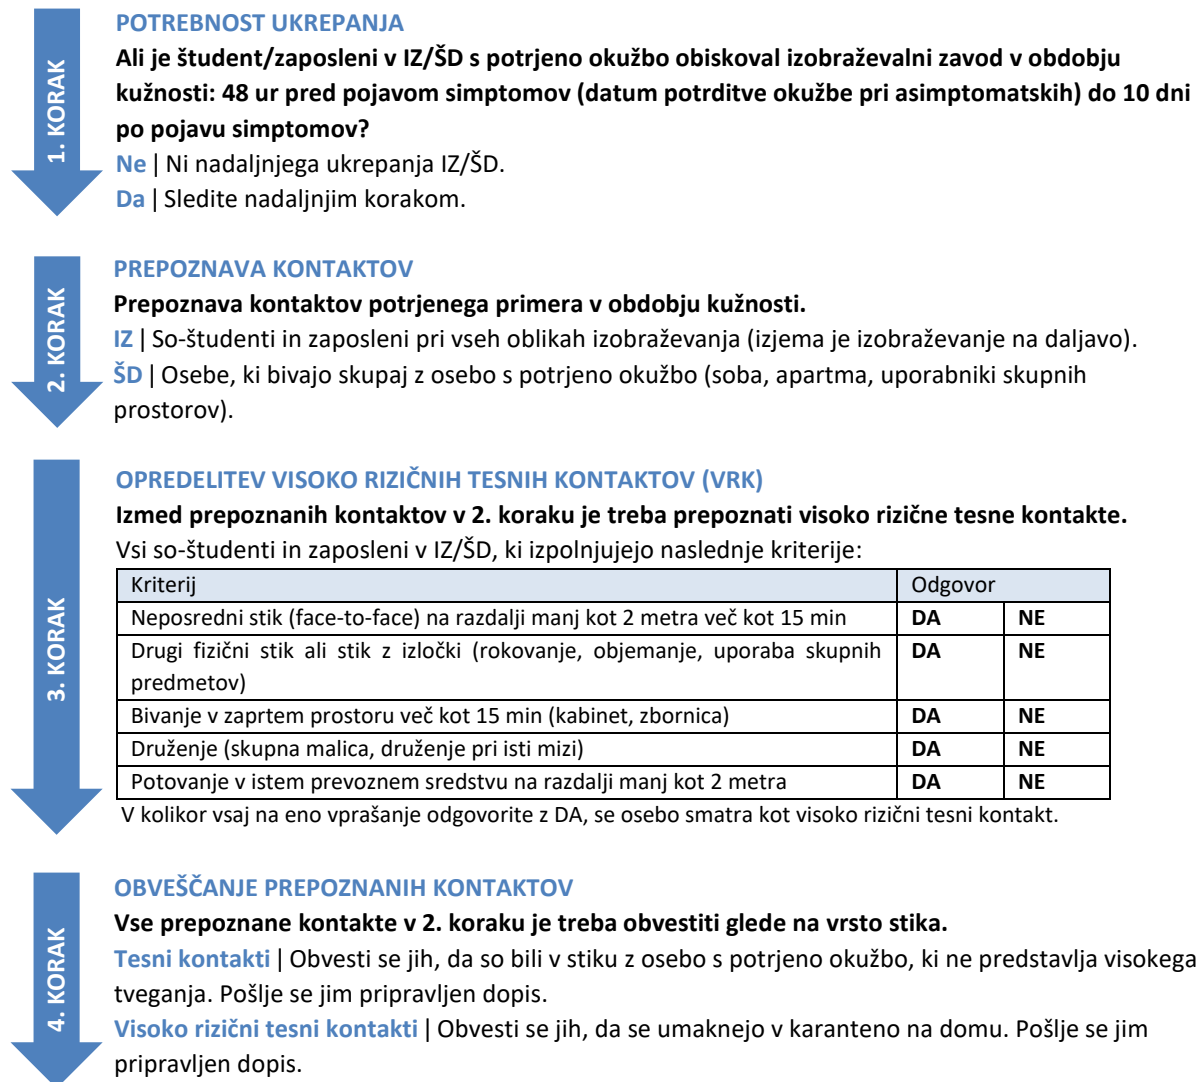 1. KORAK
POTREBNOST UKREPANJA
Ali je študent/zaposleni v IZ/ŠD s potrjeno okužbo obiskoval izobraževalni zavod v obdobju
kužnosti: 48 ur pred pojavom simptomov (datum potrditve okužbe pri asimptomatskih) do 10 dni
po pojavu simptomov?
Ne | Ni nadaljnjega ukrepanja IZ/ŠD.
Da | Sledite nadaljnjim korakom.
2. KORAK
PREPOZNAVA KONTAKTOV
Prepoznava kontaktov potrjenega primera v obdobju kužnosti.
IZ | So-študenti in zaposleni pri vseh oblikah izobraževanja (izjema je izobraževanje na daljavo).
ŠD | Osebe, ki bivajo skupaj z osebo s potrjeno okužbo (soba, apartma, uporabniki skupnih
prostorov).
3. KORAK
OPREDELITEV VISOKO RIZIČNIH TESNIH KONTAKTOV (VRK)
Izmed prepoznanih kontaktov v 2. koraku je treba prepoznati visoko rizične tesne kontakte.
Vsi so-študenti in zaposleni v IZ/ŠD, ki izpolnjujejo naslednje kriterije:
Kriterij Odgovor
Neposredni stik (face-to-face) na razdalji manj kot 2 metra več kot 15 min DA NE
Drugi fizični stik ali stik z izločki (rokovanje, objemanje, uporaba skupnih DA NE
predmetov)
Bivanje v zaprtem prostoru več kot 15 min (kabinet, zbornica) DA NE
Druženje (skupna malica, druženje pri isti mizi) DA NE
Potovanje v istem prevoznem sredstvu na razdalji manj kot 2 metra DA NE
V kolikor vsaj na eno vprašanje odgovorite z DA, se osebo smatra kot visoko rizični tesni kontakt.
4. KORAK
OBVEŠČANJE PREPOZNANIH KONTAKTOV
Vse prepoznane kontakte v 2. koraku je treba obvestiti glede na vrsto stika.
Tesni kontakti | Obvesti se jih, da so bili v stiku z osebo s potrjeno okužbo, ki ne predstavlja visokega
tveganja. Pošlje se jim pripravljen dopis.
Visoko rizični tesni kontakti | Obvesti se jih, da se umaknejo v karanteno na domu. Pošlje se jim
pripravljen dopis.